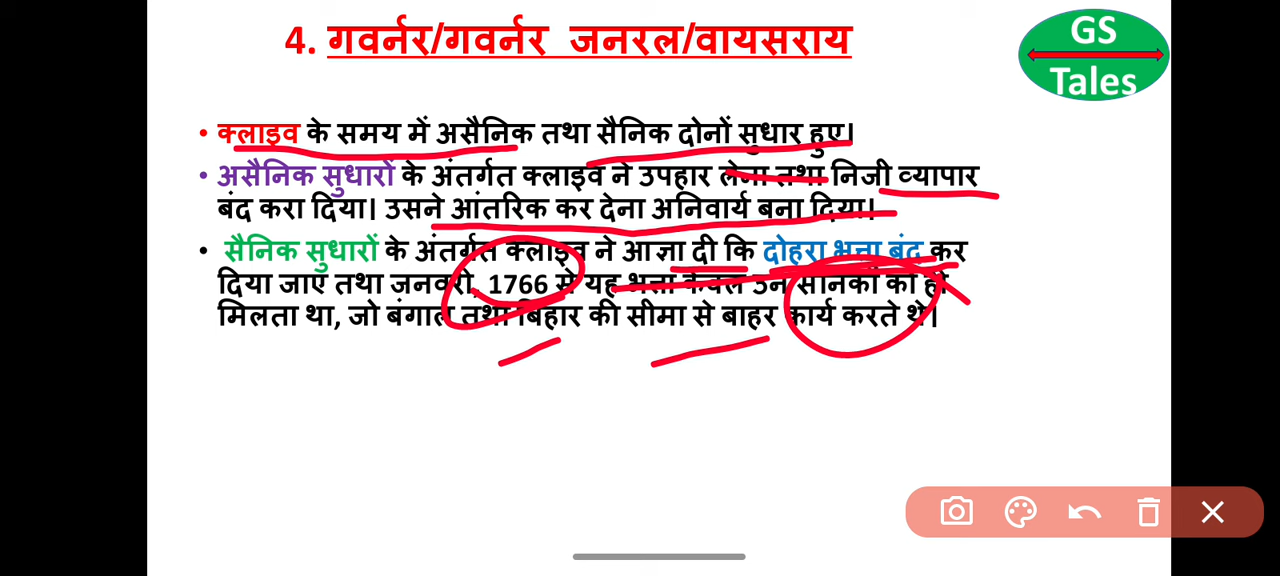 4. गवर्नर/गवर्नर जनरल/वायसराय
GS
Tales
• क्लाइव के समय में असैनिक तथा सैनिक दोनों सुधार हुए।
• असैनिक सुधारों के अंतर्गत क्लाइव ने उपहार लेना तथा निजी व्यापार
बंद करा दिया। उसने आंतरिक कर देना अनिवार्य बना दिया।
• सैनिक सुधारों के अंतर्गत क्लाइव ने आज्ञा दी कि दोहरा भत्ता बंद कर
दिया जाए तथा जनवरी, 1766 से यह भत्ता केवल उन सैनिकों को ही
मिलता था, जो बंगाल तथा बिहार की सीमा से बाहर कार्य करते थे।